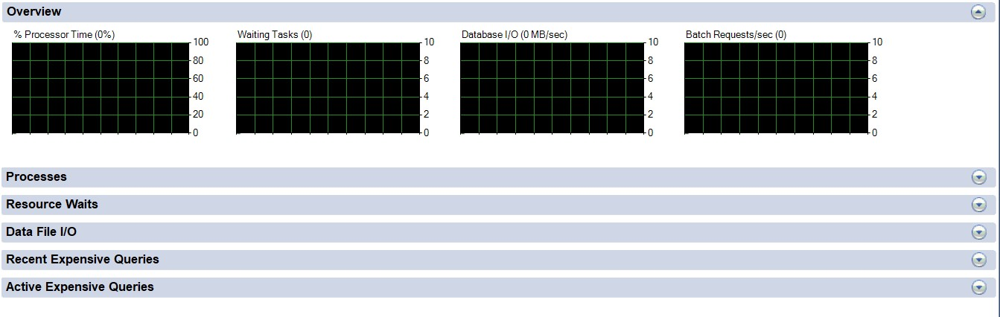 Overview
% Processor Time (0%) Waiting Tasks (0) Database I/O (0 MB/sec) Batch Requests/sec (0)
100 10 10 10
80 8 8 8
60 6 6 6
40 4 4 4
20 2 2 2
0 0 0 0
Processes
Resource Waits
Data File I/O
Recent Expensive Queries
Active Expensive Queries